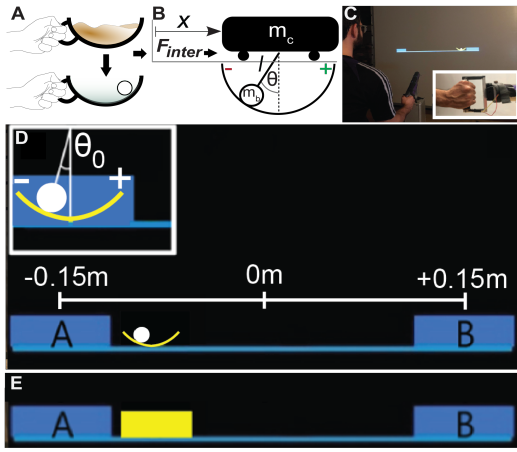 A
B
X
F_inter
m_c
l
θ
m_b
-
+
C
D
θ_0
-
+
-0.15m
0m
+0.15m
A
B
E
A
B